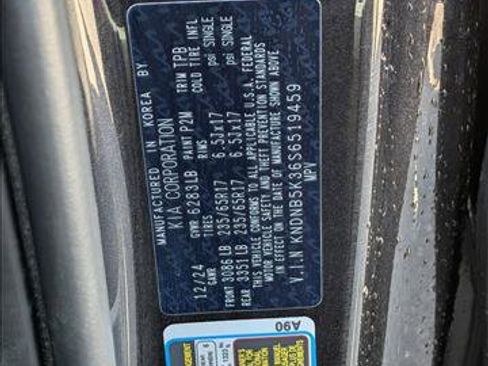 MANUFACTURED IN KOREA BY
KIA CORPORATION
12/24 PAINT P2M TRIM TPB
GVWR 6283LB
TIRES RIMS COLD TIRE INFL
FRONT 3086 LB 235/65R17, 6.5Jx17 psi SINGLE
REAR 3351 LB 235/65R17, 6.5Jx17 psi SINGLE
THIS VEHICLE CONFORMS TO ALL APPLICABLE U.S.A. FEDERAL
MOTOR VEHICLE SAFETY AND THEFT PREVENTION STANDARDS
IN EFFECT ON THE DATE OF MANUFACTURE SHOWN ABOVE.
V.I.N KNDNB5K36S6519459
MPV
A90